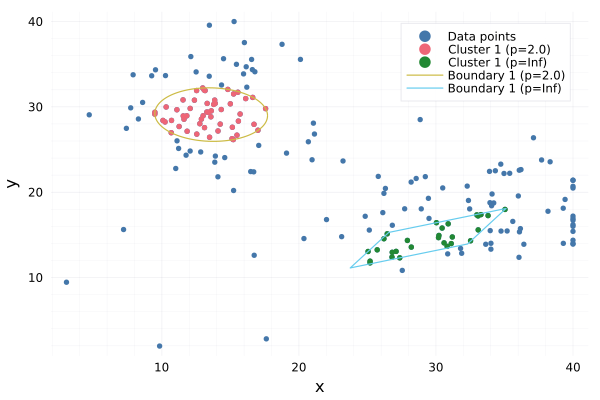 40
30
20
10
y
Data points
Cluster 1 (p=2.0)
Cluster 1 (p=Inf)
Boundary 1 (p=2.0)
Boundary 1 (p=Inf)
10 20 30 40
x